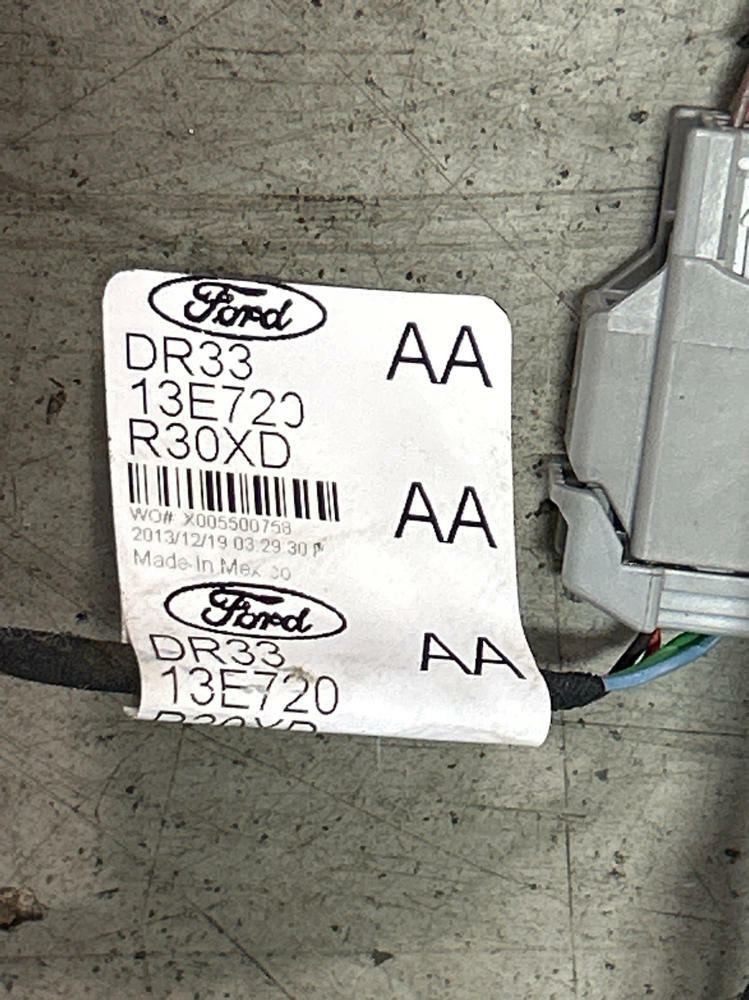 Ford
DR33
13E720
R30XD
AA
AA
WO# X005500758
2013/12/19 03:29:30 P
Made In Mexico
Ford
DR33
13E720
AA